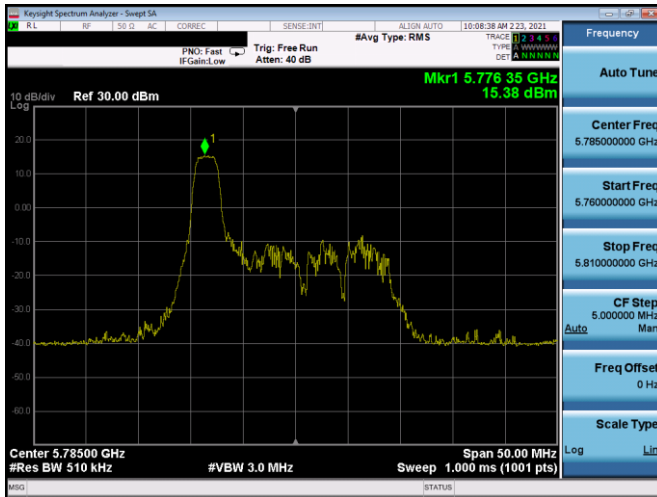 Keysight Spectrum Analyzer - Swept SA
RL RF 50 Ω AC CORREC SENSE:INT ALIGN AUTO 10:08:38 AM 2 23, 2021
#Avg Type: RMS
TRACE 1 2 3 4 5 6
TYPE A WWWWW
DET A N N N N N
PNO: Fast
IFGain:Low
Trig: Free Run
Atten: 40 dB
Mkr1 5.776 35 GHz
15.38 dBm
10 dB/div Ref 30.00 dBm
Log
1
20.0
10.0
0.00
-10.0
-20.0
-30.0
-40.0
-50.0
-60.0
Center 5.78500 GHz
Span 50.00 MHz
#Res BW 510 kHz
#VBW 3.0 MHz
Sweep 1.000 ms (1001 pts)
MSG
STATUS
Frequency
Auto Tune
Center Freq
5.785000000 GHz
Start Freq
5.760000000 GHz
Stop Freq
5.810000000 GHz
CF Step
5.000000 MHz
Auto Man
Freq Offset
0 Hz
Scale Type
Log Lin